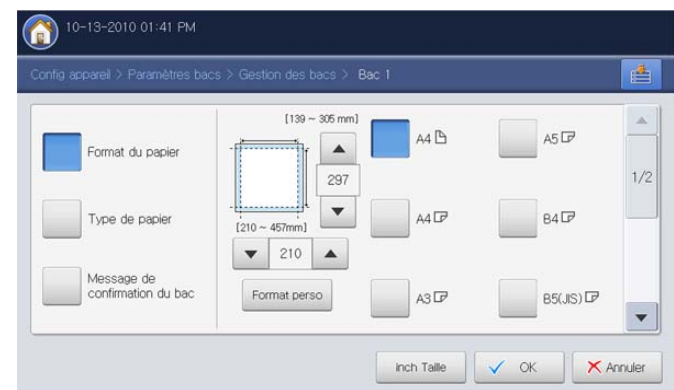 10-13-2010 01:41 PM
Config appareil > Paramètres bacs > Gestion des bacs > Bac 1
Format du papier
Type de papier
Message de
confirmation du bac
[139 ~ 305 mm]
297
[210 ~ 457mm]
210
Format perso
A4
A5
A4
B4
A3
B5(JIS)
1/2
inch Taille
OK
Annuler